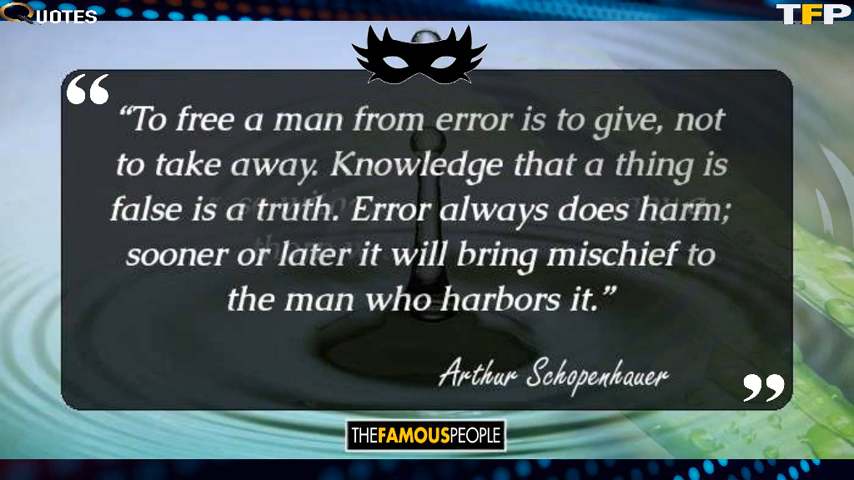 QUOTES
TFP
“
“To free a man from error is to give, not
to take away. Knowledge that a thing is
false is a truth. Error always does harm;
sooner or later it will bring mischief to
the man who harbors it.”
Arthur Schopenhauer
”
THEFAMOUSPEOPLE